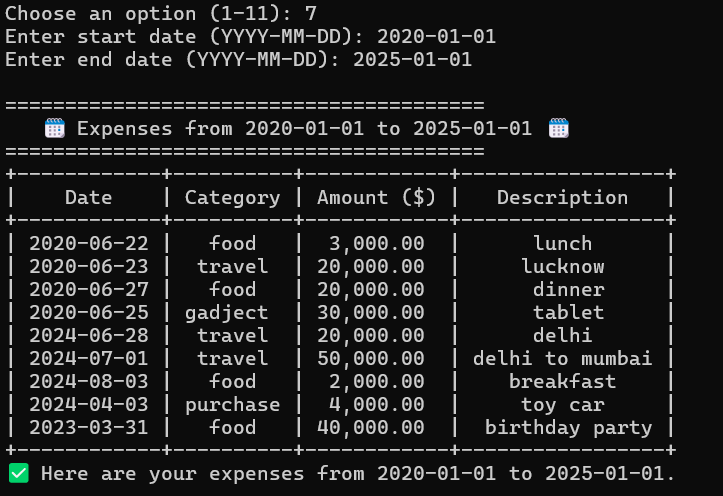 Choose an option (1-11): 7
Enter start date (YYYY-MM-DD): 2020-01-01
Enter end date (YYYY-MM-DD): 2025-01-01
========================================
🗓️ Expenses from 2020-01-01 to 2025-01-01 🗓️
========================================
+------------+----------+------------+-----------------+
|    Date    | Category | Amount ($) |   Description   |
+------------+----------+------------+-----------------+
| 2020-06-22 |   food   |  3,000.00  |      lunch      |
| 2020-06-23 |  travel  | 20,000.00  |     lucknow     |
| 2020-06-27 |   food   | 20,000.00  |      dinner     |
| 2020-06-25 | gadject  | 30,000.00  |      tablet     |
| 2024-06-28 |  travel  | 20,000.00  |      delhi      |
| 2024-07-01 |  travel  | 50,000.00  | delhi to mumbai |
| 2024-08-03 |   food   |  2,000.00  |    breakfast    |
| 2024-04-03 | purchase |  4,000.00  |     toy car     |
| 2023-03-31 |   food   | 40,000.00  |  birthday party |
+------------+----------+------------+-----------------+
✅ Here are your expenses from 2020-01-01 to 2025-01-01.